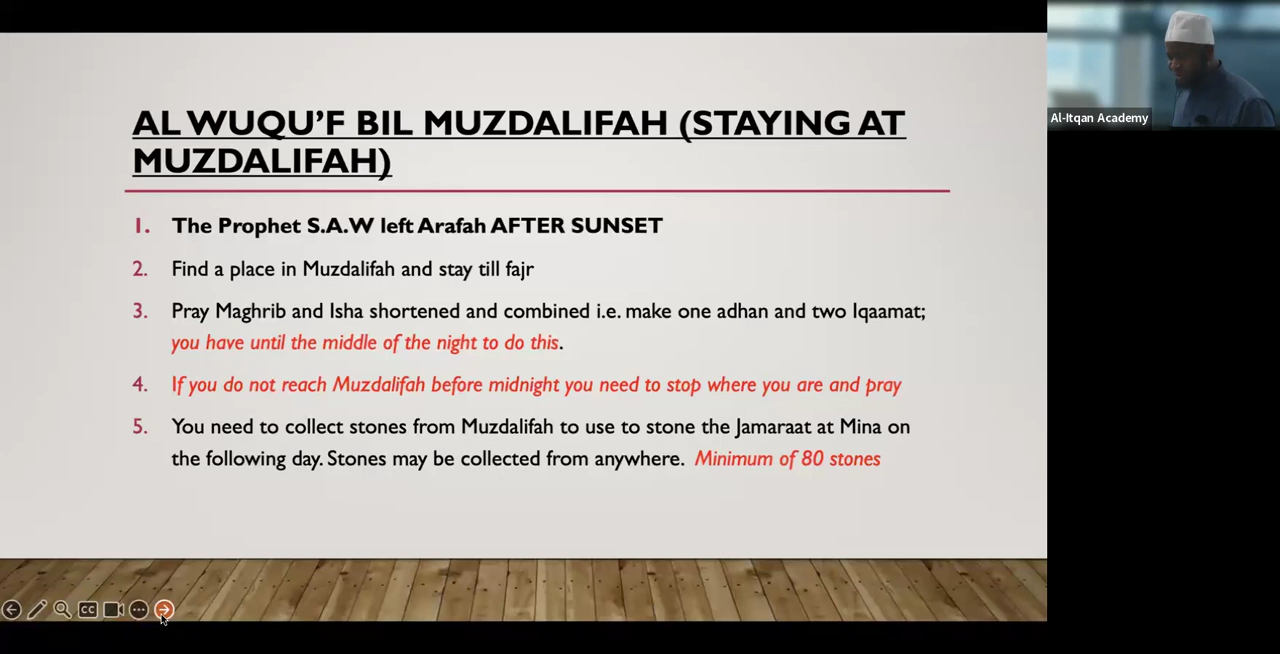 AL WUQU’F BIL MUZDALIFAH (STAYING AT
MUZDALIFAH)
1. The Prophet S.A.W left Arafah AFTER SUNSET
2. Find a place in Muzdalifah and stay till fajr
3. Pray Maghrib and Isha shortened and combined i.e. make one adhan and two Iqaamat;
you have until the middle of the night to do this.
4. If you do not reach Muzdalifah before midnight you need to stop where you are and pray
5. You need to collect stones from Muzdalifah to use to stone the Jamaraat at Mina on
the following day. Stones may be collected from anywhere. Minimum of 80 stones
CC
Al-Itqan Academy